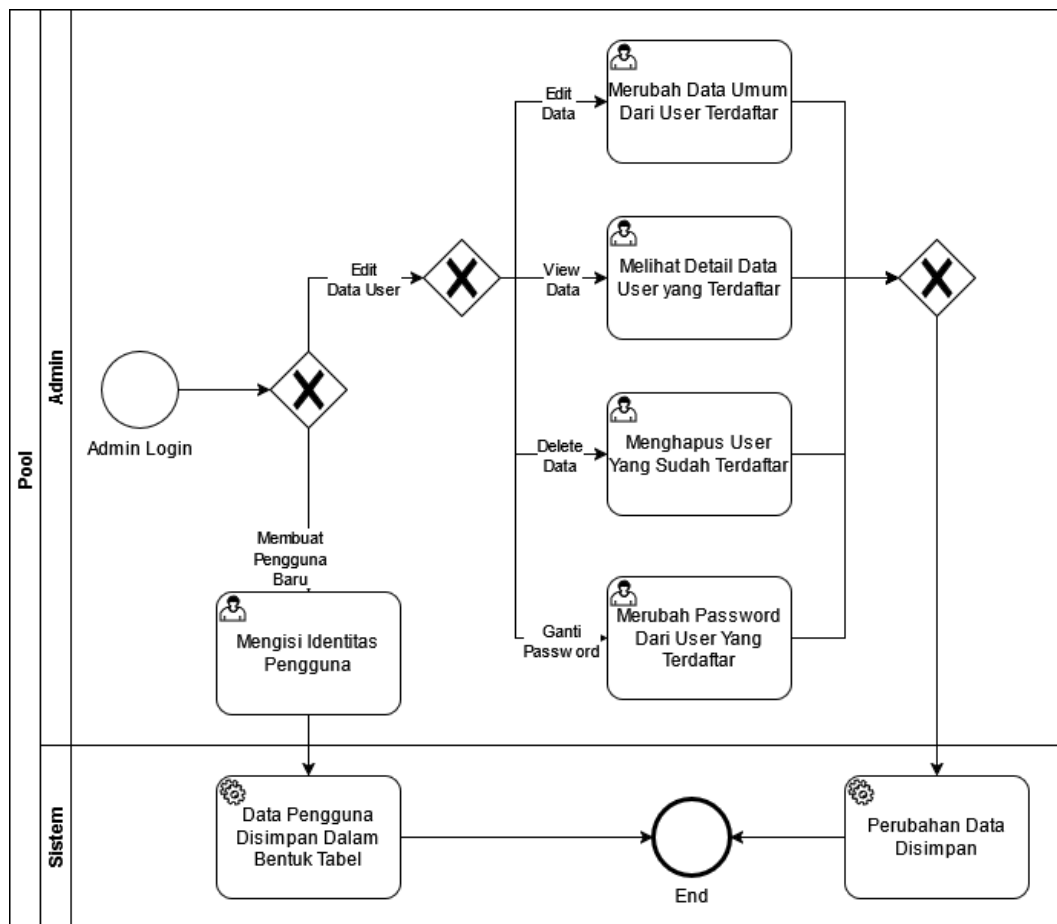 Pool
Admin
Sistem
Admin Login
Edit
Data User
Membuat
Pengguna
Baru
Mengisi Identitas
Pengguna
Edit
Data
Merubah Data Umum
Dari User Terdaftar
View
Data
Melihat Detail Data
User yang Terdaftar
Delete
Data
Menghapus User
Yang Sudah Terdaftar
Ganti
Password
Merubah Password
Dari User Yang
Terdaftar
Data Pengguna
Disimpan Dalam
Bentuk Tabel
End
Perubahan Data
Disimpan